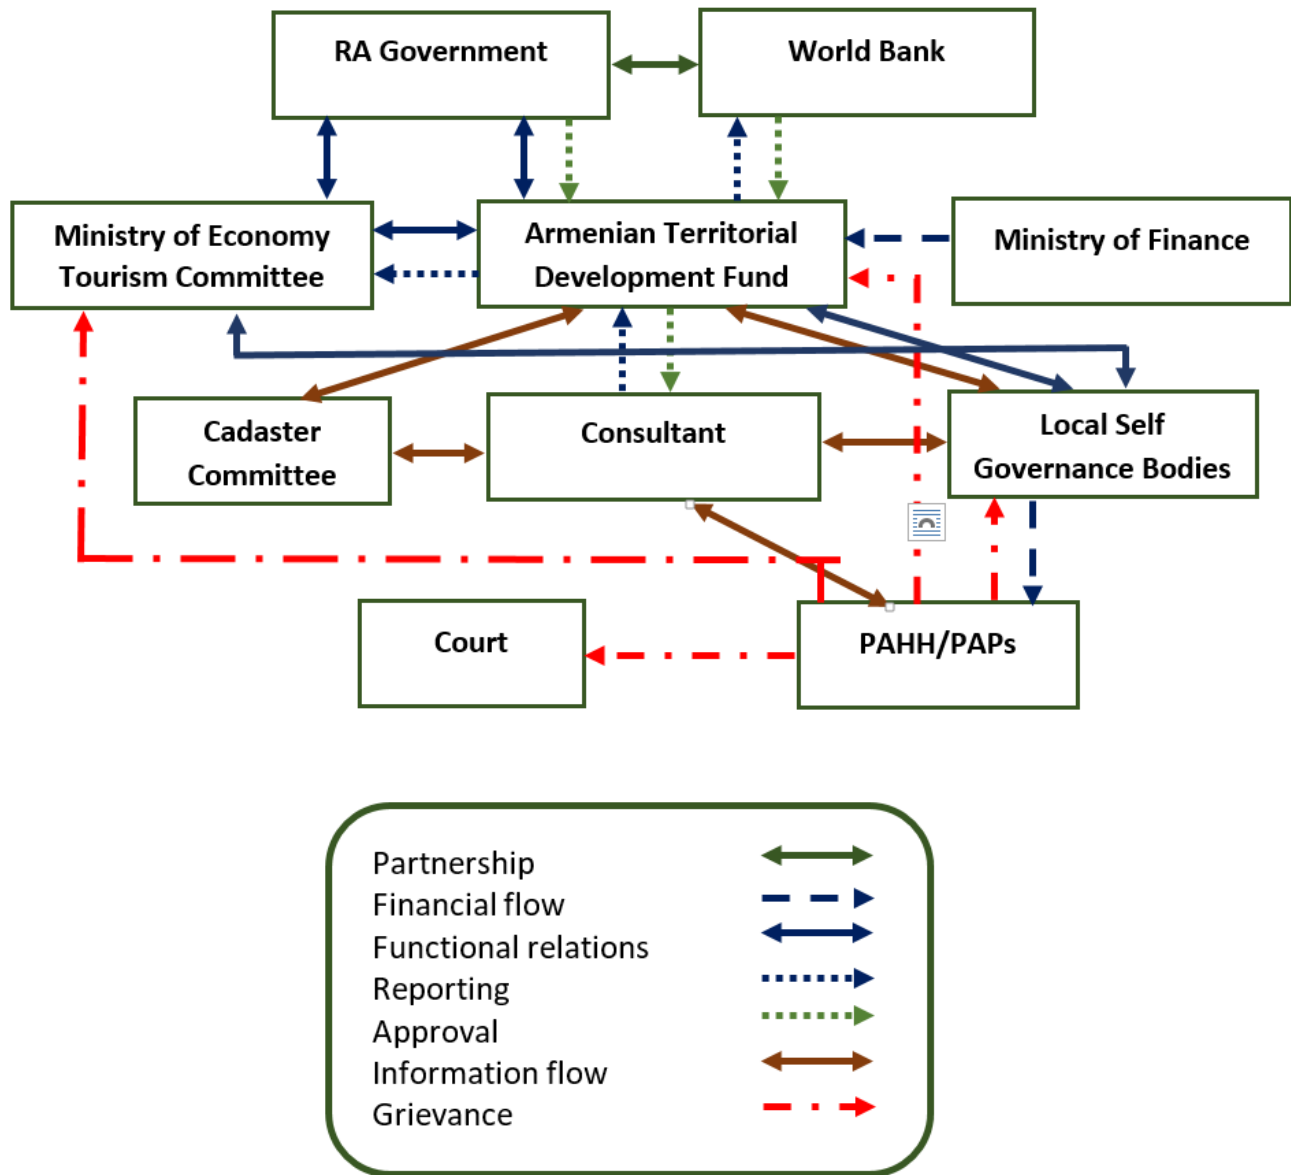 RA Government
World Bank
Ministry of Economy
Tourism Committee
Armenian Territorial
Development Fund
Ministry of Finance
Cadaster
Committee
Consultant
Local Self
Governance Bodies
Court
PAHH/PAPs
Partnership
Financial flow
Functional relations
Reporting
Approval
Information flow
Grievance